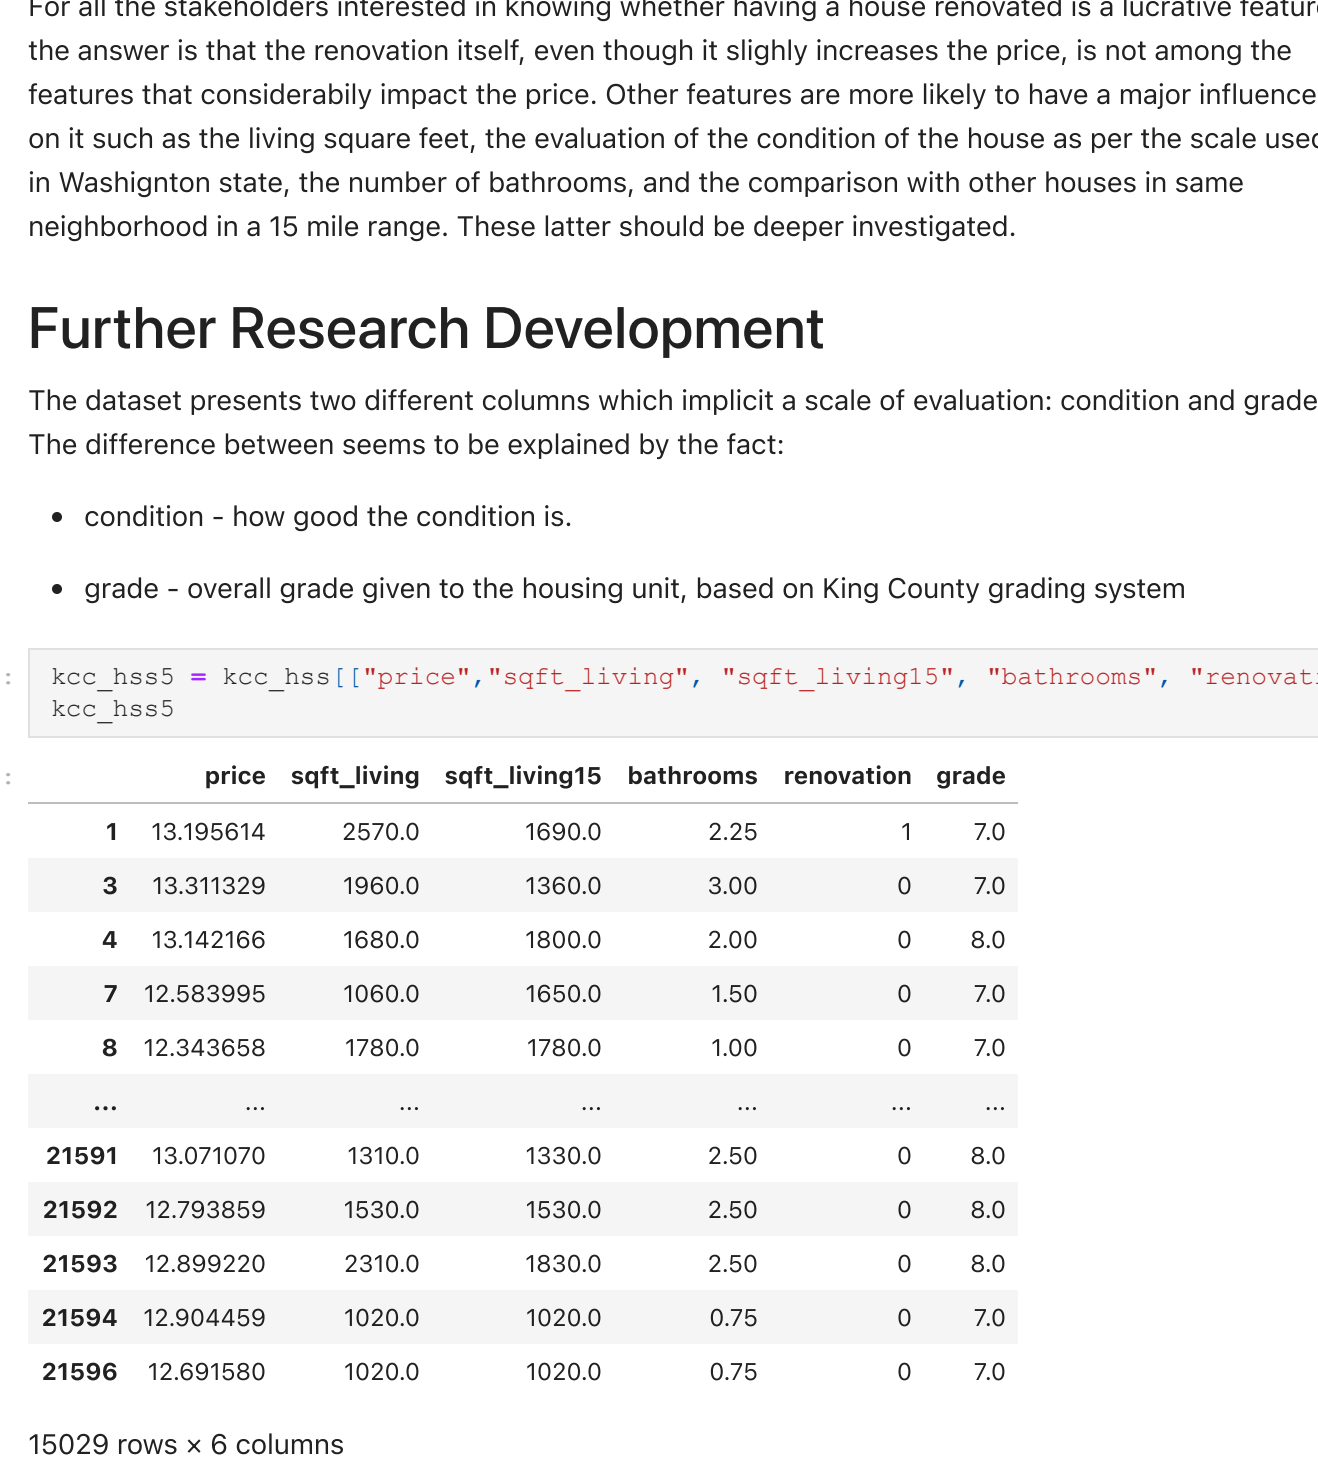 For all the stakeholders interested in knowing whether having a house renovated is a lucrative
the answer is that the renovation itself, even though it slighly increases the price, is not among the
features that considerabily impact the price. Other features are more likely to have a major influence
on it such as the living square feet, the evaluation of the condition of the house as per the scale
in Washignton state, the number of bathrooms, and the comparison with other houses in same
neighborhood in a 15 mile range. These latter should be deeper investigated.
Further Research Development
The dataset presents two different columns which implicit a scale of evaluation: condition and grade
The difference between seems to be explained by the fact:
• condition - how good the condition is.
• grade - overall grade given to the housing unit, based on King County grading system
: kcc_hss5 = kcc_hss[["price","sqft_living", "sqft_living15", "bathrooms",
kcc_hss5
: price sqft_living sqft_living15 bathrooms renovation grade
1 13.195614 2570.0 1690.0 2.25 1 7.0
3 13.311329 1960.0 1360.0 3.00 0 7.0
4 13.142166 1680.0 1800.0 2.00 0 8.0
7 12.583995 1060.0 1650.0 1.50 0 7.0
8 12.343658 1780.0 1780.0 1.00 0 7.0
... ... ... ... ... ... ...
21591 13.071070 1310.0 1330.0 2.50 0 8.0
21592 12.793859 1530.0 1530.0 2.50 0 8.0
21593 12.899220 2310.0 1830.0 2.50 0 8.0
21594 12.904459 1020.0 1020.0 0.75 0 7.0
21596 12.691580 1020.0 1020.0 0.75 0 7.0
15029 rows × 6 columns